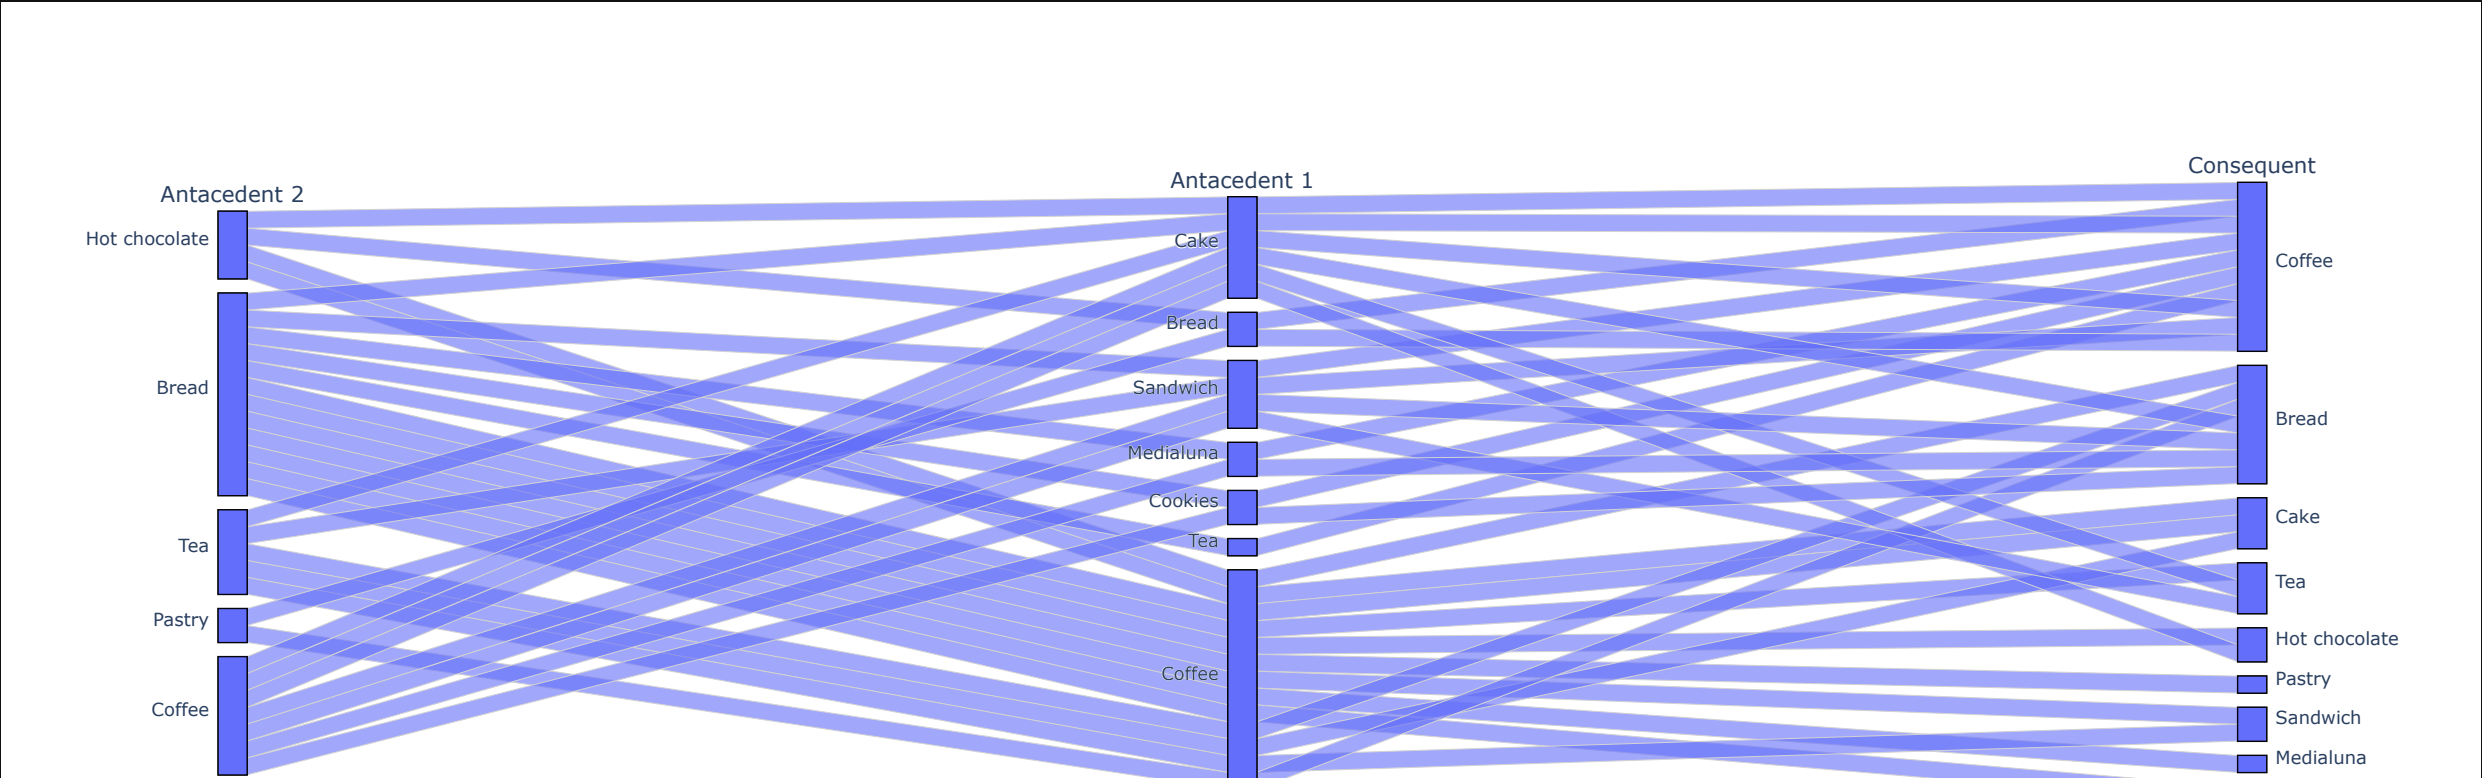 Antacedent 2
Hot chocolate
Bread
Tea
Pastry
Coffee
Antacedent 1
Cake
Bread
Sandwich
Medialuna
Cookies
Tea
Coffee
Consequent
Coffee
Bread
Cake
Tea
Hot chocolate
Pastry
Sandwich
Medialuna